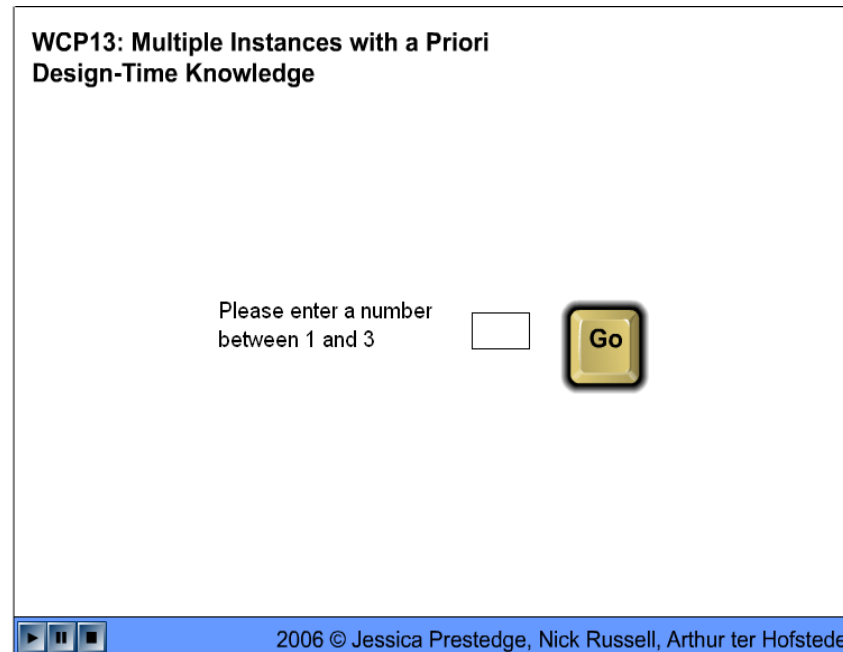 WCP13: Multiple Instances with a Priori
Design-Time Knowledge
Please enter a number
between 1 and 3
Go
2006 © Jessica Prestedge, Nick Russell, Arthur ter Hofstede